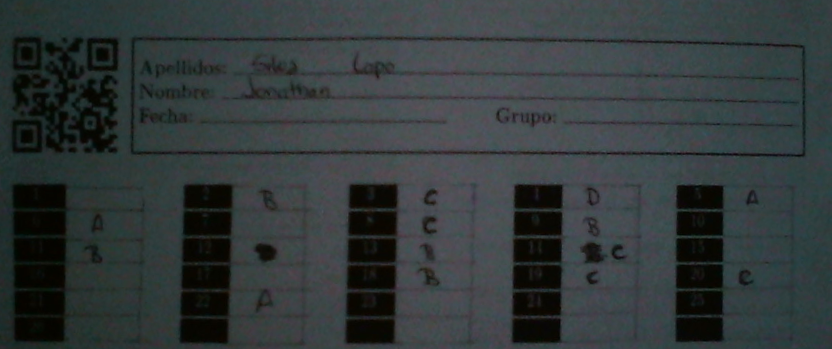 Apellidos: Silva Lopo
Nombre: Jonathan
Fecha:
Grupo:
1 2 B 3 C 4 D 5 A
6 A 7 8 C 9 B 10
11 B 12 13 B 14 C 15
16 17 18 B 19 C 20 C
21 22 A 23 24 25
26